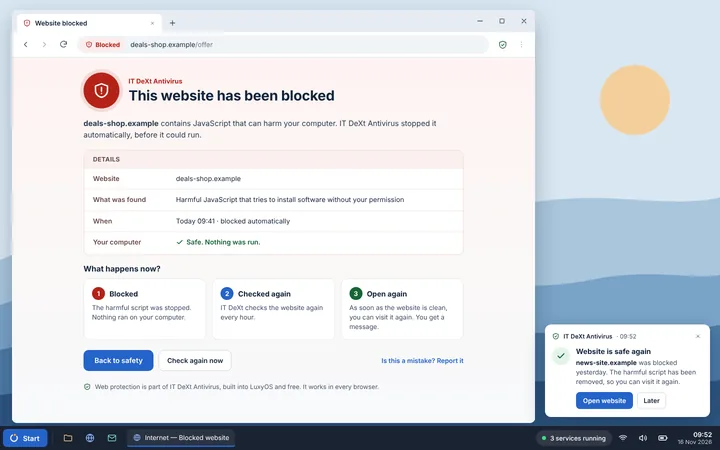 Website blocked
Blocked
deals-shop.example/offer
IT DeXt Antivirus
This website has been blocked
deals-shop.example contains JavaScript that can harm your computer. IT DeXt Antivirus stopped it
automatically, before it could run.
DETAILS
Website deals-shop.example
What was found Harmful JavaScript that tries to install software without your permission
When Today 09:41 · blocked automatically
Your computer Safe. Nothing was run.
What happens now?
1 Blocked
The harmful script was stopped.
Nothing ran on your computer.
2 Checked again
IT DeXt checks the website again
every hour.
3 Open again
As soon as the website is clean,
you can visit it again. You get a
message.
Back to safety
Check again now
Is this a mistake? Report it
Web protection is part of IT DeXt Antivirus, built into LuxyOS and free. It works in every browser.
IT DeXt Antivirus · 09:52
Website is safe again
news-site.example was blocked
yesterday. The harmful script has been
removed, so you can visit it again.
Open website
Later
Start
Internet — Blocked website
3 services running
09:52
16 Nov 2026